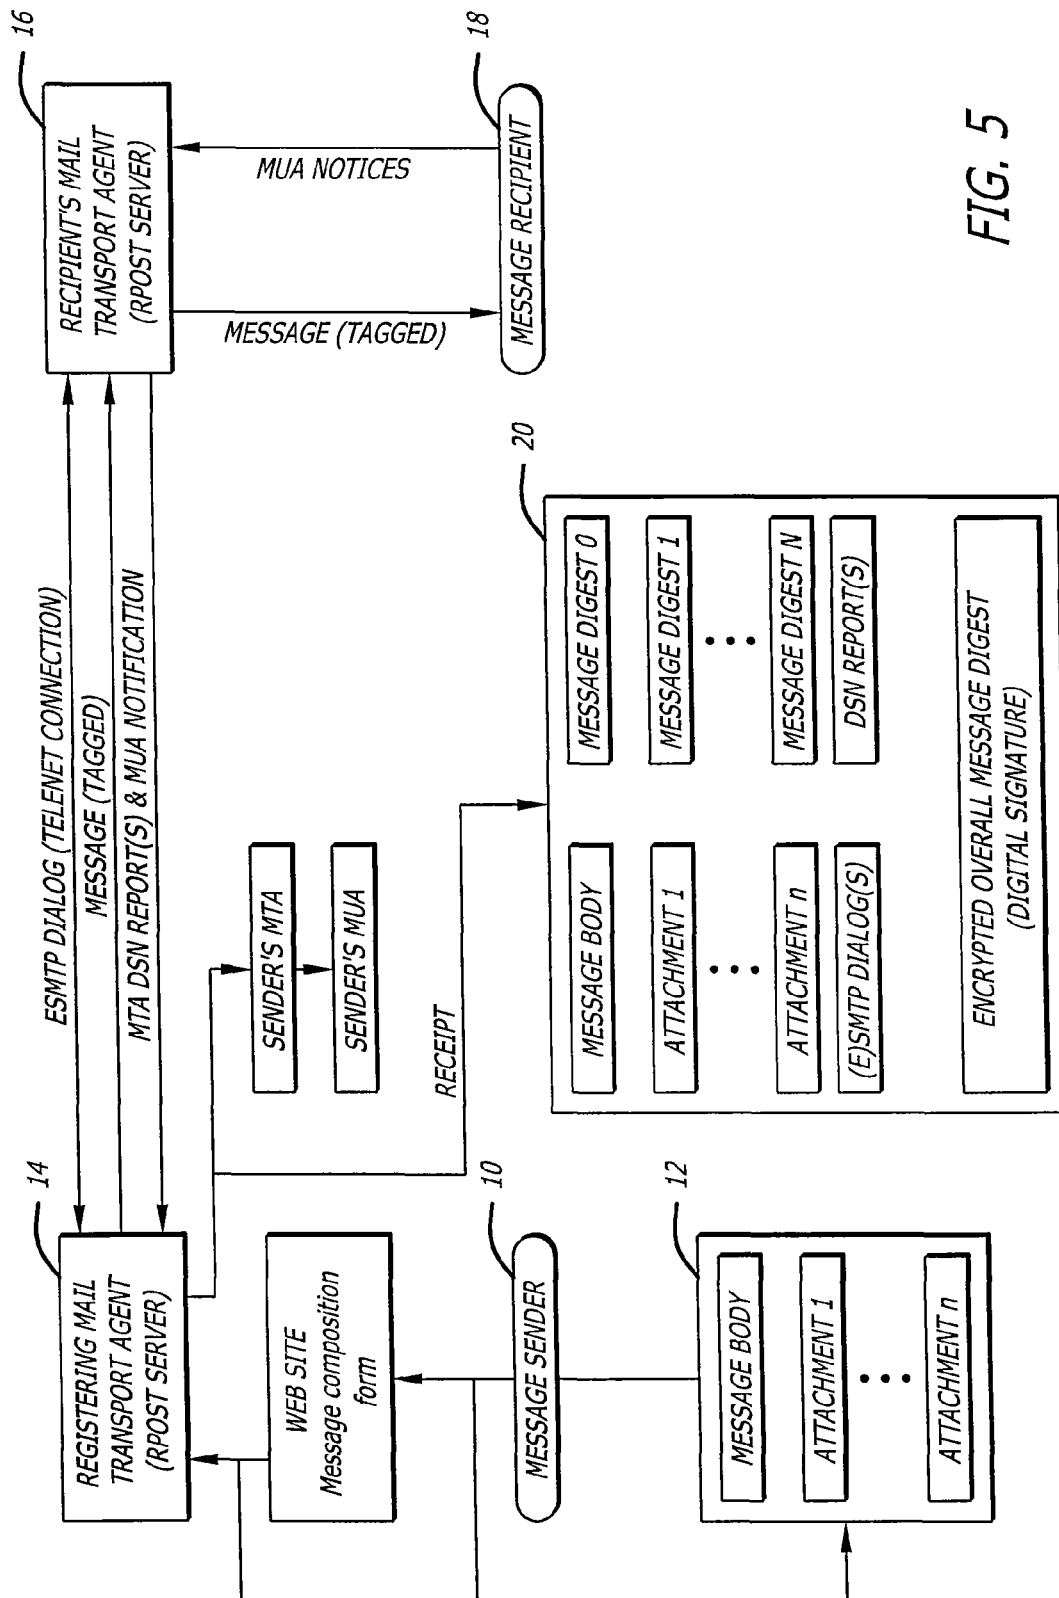 14
REGISTERING MAIL
TRANSPORT AGENT
(RPOST SERVER)
ESMTP DIALOG (TELENET CONNECTION)
MESSAGE (TAGGED)
MTA DSN REPORT(S) & MUA NOTIFICATION
16
RECIPIENT'S MAIL
TRANSPORT AGENT
(RPOST SERVER)
WEB SITE
Message composition
form
SENDER'S MTA
SENDER'S MUA
RECEIPT
MESSAGE (TAGGED)
MUA NOTICES
10
MESSAGE SENDER
18
MESSAGE RECIPIENT
12
MESSAGE BODY
ATTACHMENT 1
ATTACHMENT n
20
MESSAGE BODY
MESSAGE DIGEST 0
ATTACHMENT 1
MESSAGE DIGEST 1
ATTACHMENT n
MESSAGE DIGEST N
(E)SMTP DIALOG(S)
DSN REPORT(S)
ENCRYPTED OVERALL MESSAGE DIGEST
(DIGITAL SIGNATURE)
FIG. 5